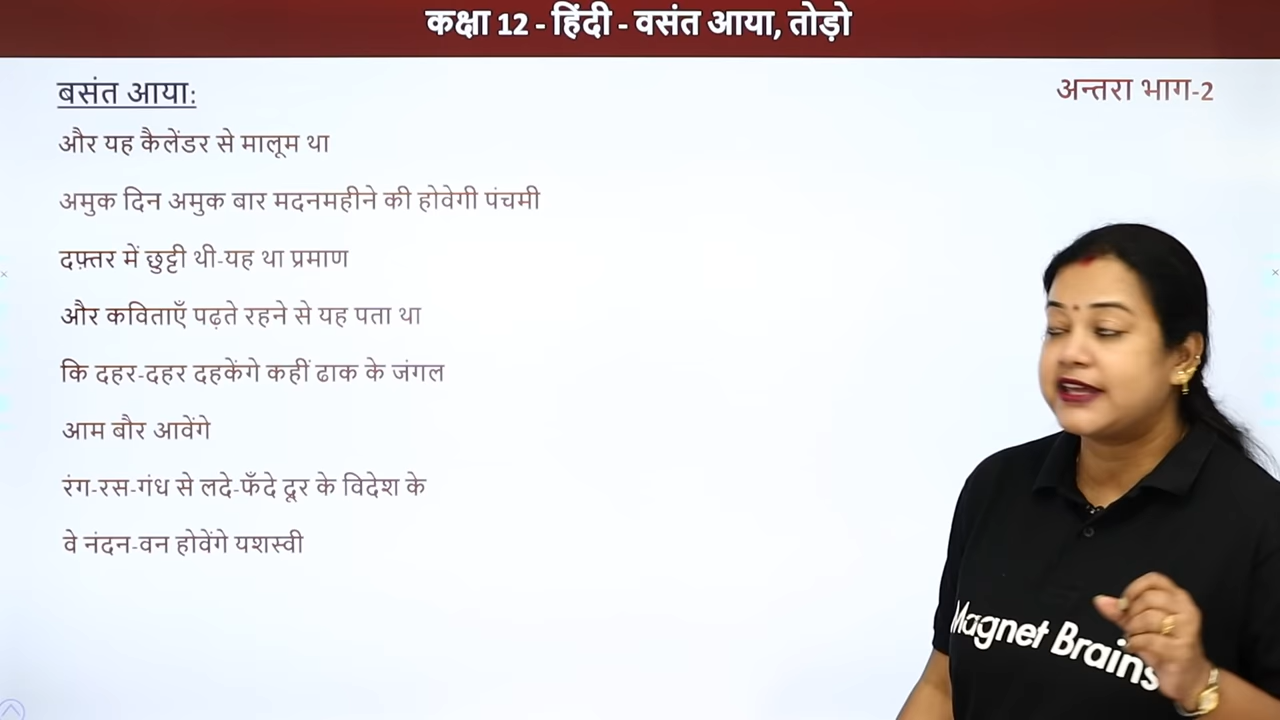 कक्षा 12 - हिंदी - वसंत आया, तोड़ो
बसंत आया:
अन्तरा भाग-2
और यह कैलेंडर से मालूम था
अमुक दिन अमुक बार मदनमहीने की होवेगी पंचमी
दफ़्तर में छुट्टी थी-यह था प्रमाण
और कविताएँ पढ़ते रहने से यह पता था
कि दहर-दहर दहकेंगे कहीं ढाक के जंगल
आम बौर आवेंगे
रंग-रस-गंध से लदे-फँदे दूर के विदेश के
वे नंदन-वन होवेंगे यशस्वी
Magnet Brains